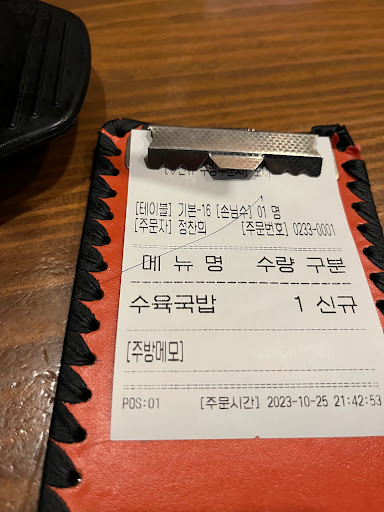 [테이블] 기본-16 [손님수] 01 명
[주문자] 정찬희 [주문번호] 0233-0001
메 뉴 명 수량 구분
수육국밥 1 신규
[주방메모]
POS:01 [주문시간] 2023-10-25 21:42:53